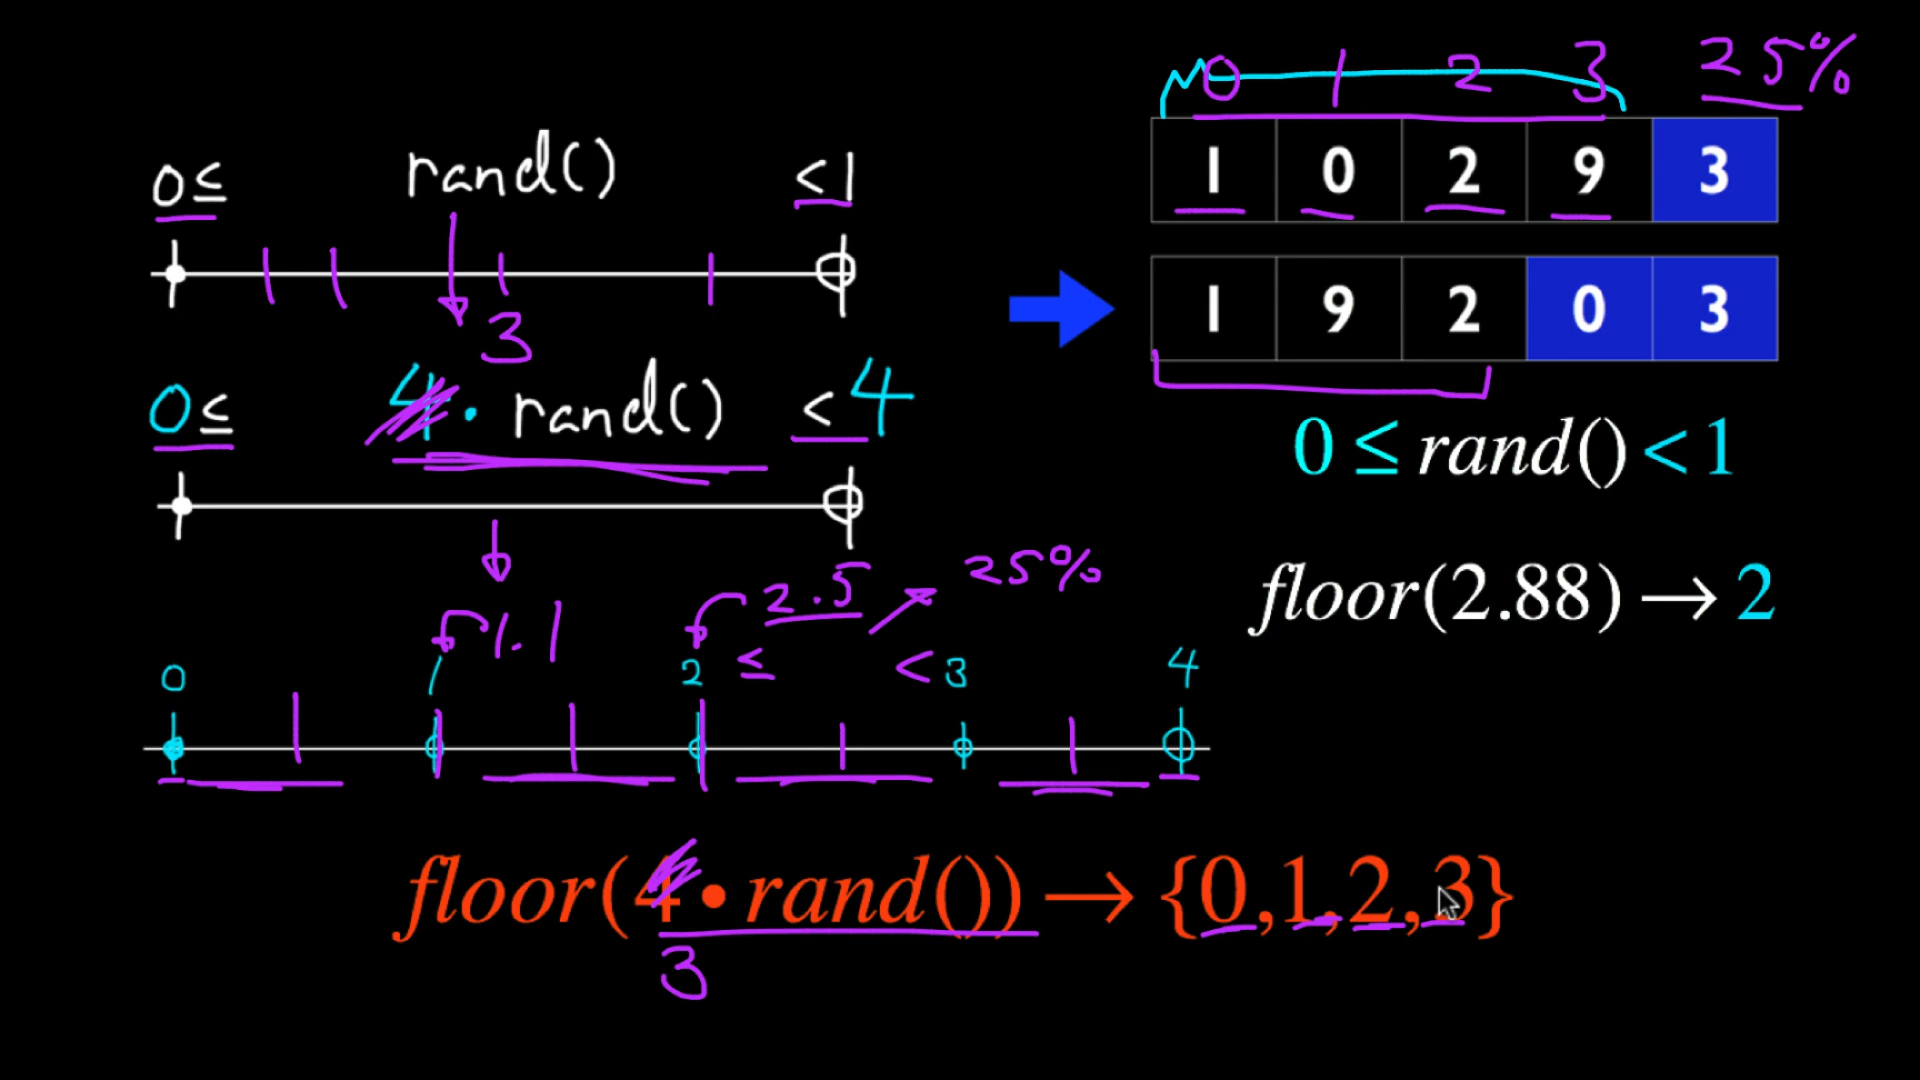 0 1 2 3 25%
1 0 2 9 3
0≤ rand() <1
3
1 9 2 0 3
0≤ 4· rand() <4
0 ≤ rand() < 1
floor(2.88) → 2
1.1 2.5 25%
0 1 2 ≤ < 3 4
floor(4 • rand()) → {0,1,2,3}
3